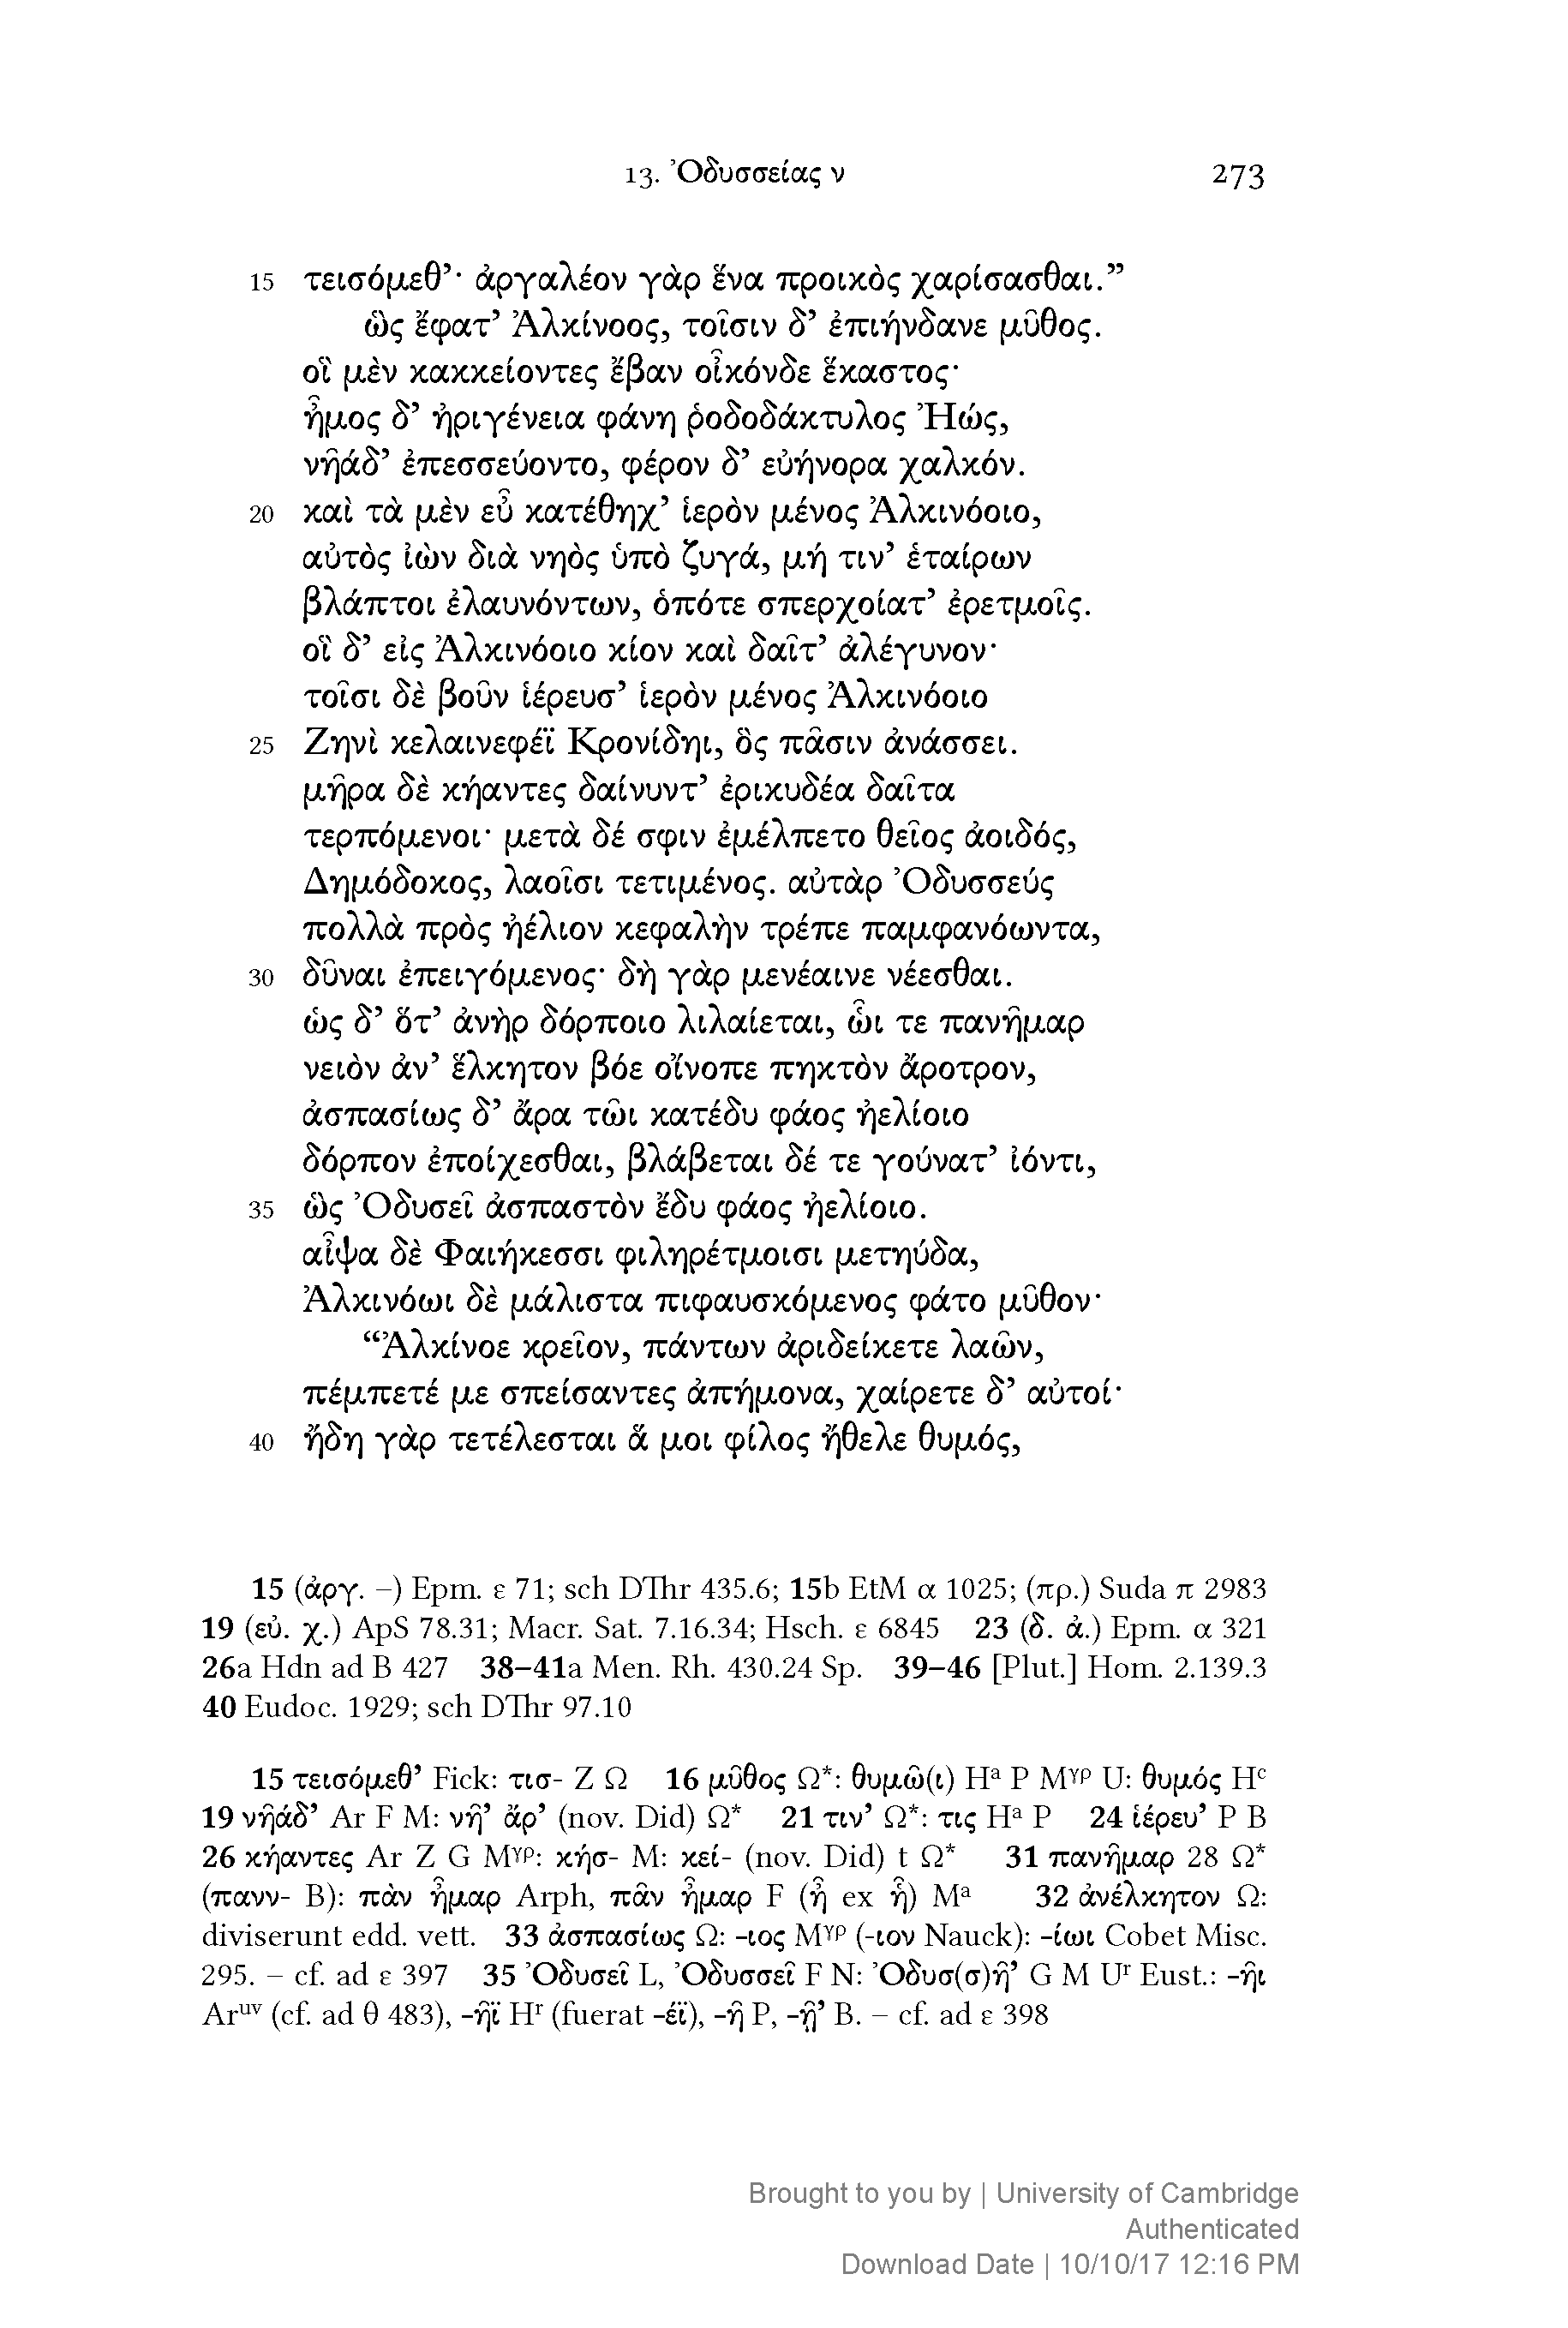 13. Ὀδυσσείας ν 273
15 τεισόμεθ’· ἀργαλέον γὰρ ἕνα προικὸς χαρίσασθαι.”
ὣς ἔφατ’ Ἀλκίνοος, τοῖσιν δ’ ἐπιήνδανε μῦθος.
οἳ μὲν κακκείοντες ἔβαν οἶκόνδε ἕκαστος·
ἦμος δ’ ἠριγένεια φάνη ῥοδοδάκτυλος Ἠώς,
νῆάδ’ ἐπεσσεύοντο, φέρον δ’ εὐήνορα χαλκόν.
20 καὶ τὰ μὲν εὖ κατέθηχ’ ἱερὸν μένος Ἀλκινόοιο,
αὐτὸς ἰὼν διὰ νηὸς ὑπὸ ζυγά, μή τιν’ ἑταίρων
βλάπτοι ἐλαυνόντων, ὁπότε σπερχοίατ’ ἐρετμοῖς.
οἳ δ’ εἰς Ἀλκινόοιο κίον καὶ δαῖτ’ ἀλέγυνον·
τοῖσι δὲ βοῦν ἱέρευσ’ ἱερὸν μένος Ἀλκινόοιο
25 Ζηνὶ κελαινεφέϊ Κρονίδηι, ὃς πᾶσιν ἀνάσσει.
μῆρα δὲ κήαντες δαίνυντ’ ἐρικυδέα δαῖτα
τερπόμενοι· μετὰ δέ σφιν ἐμέλπετο θεῖος ἀοιδός,
Δημόδοκος, λαοῖσι τετιμένος. αὐτὰρ Ὀδυσσεύς
πολλὰ πρὸς ἠέλιον κεφαλὴν τρέπε παμφανόωντα,
30 δῦναι ἐπειγόμενος· δὴ γὰρ μενέαινε νέεσθαι.
ὡς δ’ ὅτ’ ἀνὴρ δόρποιο λιλαίεται, ὧι τε πανῆμαρ
νειὸν ἀν’ ἕλκητον βόε οἴνοπε πηκτὸν ἄροτρον,
ἀσπασίως δ’ ἄρα τῶι κατέδυ φάος ἠελίοιο
δόρπον ἐποίχεσθαι, βλάβεται δέ τε γούνατ’ ἰόντι,
35 ὣς Ὀδυσεῖ ἀσπαστὸν ἔδυ φάος ἠελίοιο.
αἶψα δὲ Φαιήκεσσι φιληρέτμοισι μετηύδα,
Ἀλκινόωι δὲ μάλιστα πιφαυσκόμενος φάτο μῦθον·
“Ἀλκίνοε κρεῖον, πάντων ἀριδείκετε λαῶν,
πέμπετέ με σπείσαντες ἀπήμονα, χαίρετε δ’ αὐτοί·
40 ἤδη γὰρ τετέλεσται ἅ μοι φίλος ἤθελε θυμός,
15 (ἀργ. –) Epm. ε 71; sch DThr 435.6; 15b EtM α 1025; (πρ.) Suda π 2983
19 (εὐ. χ.) ApS 78.31; Macr. Sat. 7.16.34; Hsch. ε 6845 23 (δ. ἀ.) Epm. α 321
26a Hdn ad B 427 38–41a Men. Rh. 430.24 Sp. 39–46 [Plut.] Hom. 2.139.3
40 Eudoc. 1929; sch DThr 97.10
15 τεισόμεθ’ Fick: τισ- Z Ω 16 μῦθος Ω*: θυμῶ(ι) Hᵃ P Mᵞᵖ U: θυμός Hᶜ
19 νῆάδ’ Ar F M: νῆ’ ἄρ’ (nov. Did) Ω* 21 τιν’ Ω*: τις Hᵃ P 24 ἱέρευ’ P B
26 κήαντες Ar Z G Mᵞᵖ: κήσ- M: κεί- (nov. Did) t Ω* 31 πανῆμαρ 28 Ω*
(πανν- B): πὰν ἦμαρ Arph, πᾶν ἦμαρ F (ἦ ex ἧ) Mᵃ 32 ἀνέλκητον Ω:
diviserunt edd. vett. 33 ἀσπασίως Ω: -ιος Mᵞᵖ (-ιον Nauck): -ίωι Cobet Misc.
295. – cf. ad ε 397 35 Ὀδυσεῖ L, Ὀδυσσεῖ F N: Ὀδυσ(σ)ῆ’ G M Uʳ Eust.: -ῆι
Arᵘᵛ (cf. ad θ 483), -ῆϊ Hʳ (fuerat -έϊ), -ῆ P, -ῇ’ B. – cf. ad ε 398
Brought to you by | University of Cambridge
Authenticated
Download Date | 10/10/17 12:16 PM